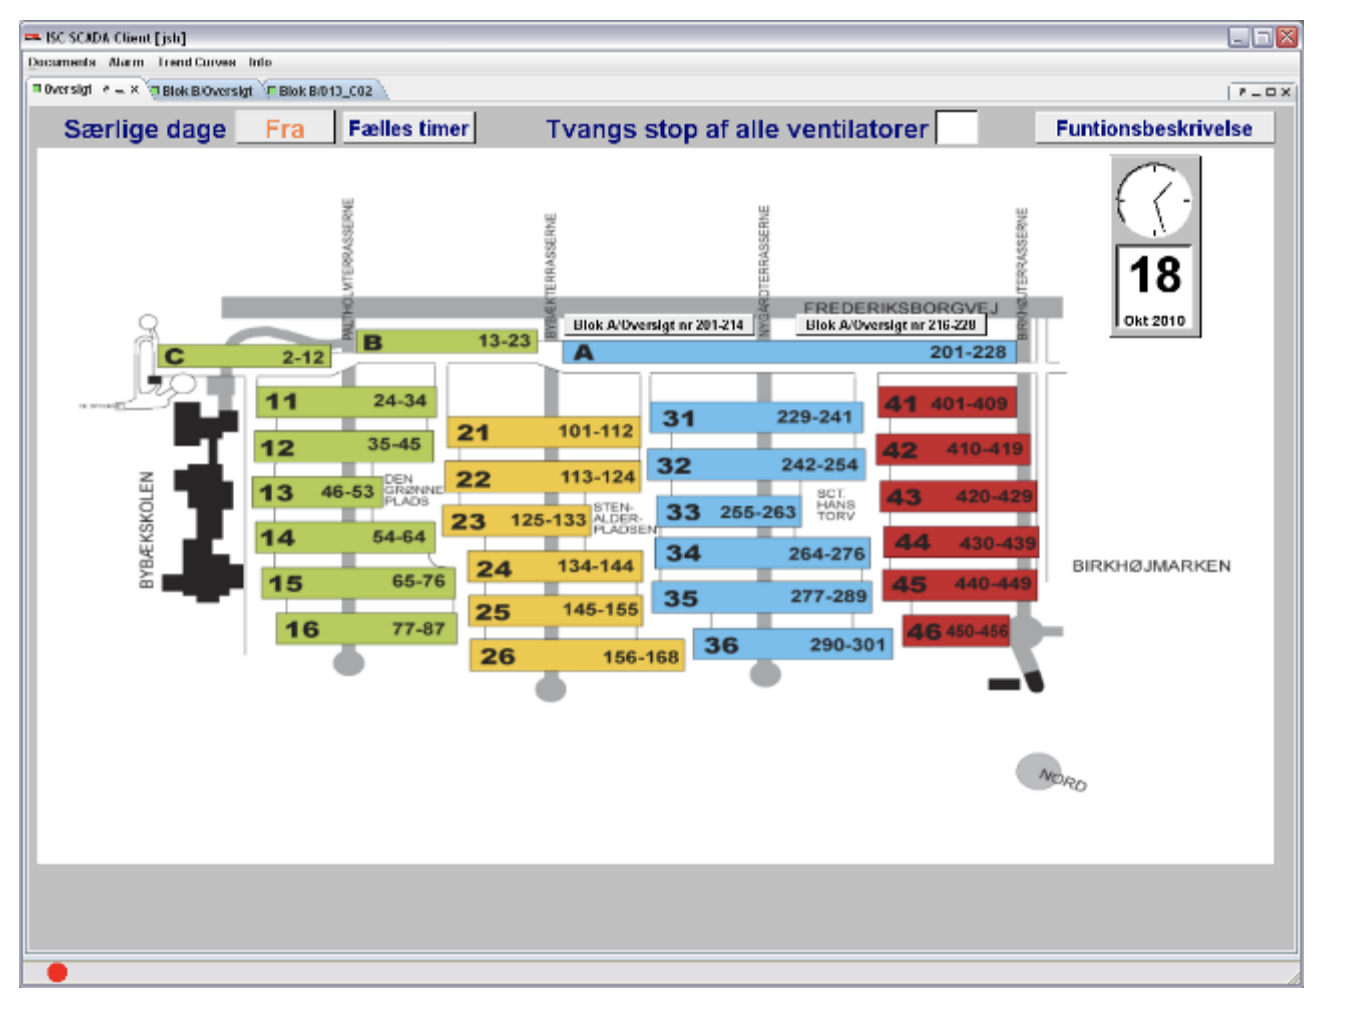 ISC SCADA Client [jsh]
Documents Alarm Trend Curves Info
Oversigt
Blok B/Oversigt
Blok B/013_C02
Særlige dage
Fra
Fælles timer
Tvangs stop af alle ventilatorer
Funtionsbeskrivelse
18
Okt 2010
PALTHOLMTERRASSERNE
BYBÆKTERRASSERNE
NYGÅRDTERRASSERNE
BIRKHØJTERRASSERNE
FREDERIKSBORGVEJ
Blok A/Oversigt nr 201-214
Blok A/Oversigt nr 216-228
C 2-12
B 13-23
A 201-228
11 24-34
12 35-45
13 46-53
14 54-64
15 65-76
16 77-87
DEN
GRØNNE
PLADS
BYBÆKSKOLEN
21 101-112
22 113-124
23 125-133
24 134-144
25 145-155
26 156-168
STEN-
ALDER-
PLADSEN
31 229-241
32 242-254
33 255-263
34 264-276
35 277-289
36 290-301
SCT.
HANS
TORV
41 401-409
42 410-419
43 420-429
44 430-439
45 440-449
46 450-456
BIRKHØJMARKEN
NORD